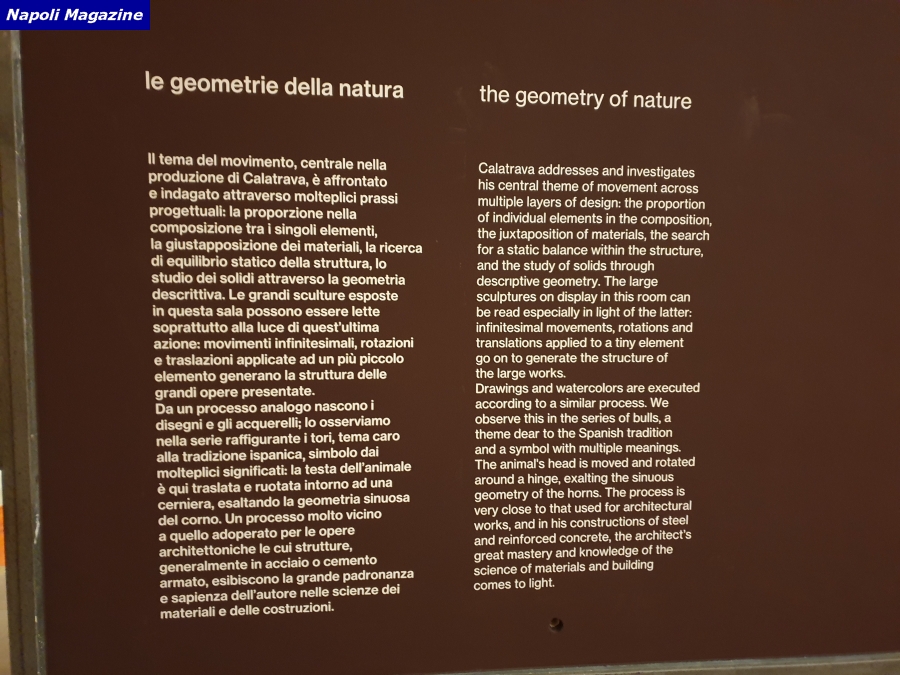 Napoli Magazine
le geometrie della natura
Il tema del movimento, centrale nella
produzione di Calatrava, è affrontato
e indagato attraverso molteplici prassi
progettuali: la proporzione nella
composizione tra i singoli elementi,
la giustapposizione dei materiali, la ricerca
di equilibrio statico della struttura, lo
studio dei solidi attraverso la geometria
descrittiva. Le grandi sculture esposte
in questa sala possono essere lette
soprattutto alla luce di quest'ultima
azione: movimenti infinitesimali, rotazioni
e traslazioni applicate ad un più piccolo
elemento generano la struttura delle
grandi opere presentate.
Da un processo analogo nascono i
disegni e gli acquerelli; lo osserviamo
nella serie raffigurante i tori, tema caro
alla tradizione ispanica, simbolo dai
molteplici significati: la testa dell'animale
è qui traslata e ruotata intorno ad una
cerniera, esaltando la geometria sinuosa
del corno. Un processo molto vicino
a quello adoperato per le opere
architettoniche le cui strutture,
generalmente in acciaio o cemento
armato, esibiscono la grande padronanza
e sapienza dell'autore nelle scienze dei
materiali e delle costruzioni.
the geometry of nature
Calatrava addresses and investigates
his central theme of movement across
multiple layers of design: the proportion
of individual elements in the composition,
the juxtaposition of materials, the search
for a static balance within the structure,
and the study of solids through
descriptive geometry. The large
sculptures on display in this room can
be read especially in light of the latter:
infinitesimal movements, rotations and
translations applied to a tiny element
go on to generate the structure of
the large works.
Drawings and watercolors are executed
according to a similar process. We
observe this in the series of bulls, a
theme dear to the Spanish tradition
and a symbol with multiple meanings.
The animal's head is moved and rotated
around a hinge, exalting the sinuous
geometry of the horns. The process is
very close to that used for architectural
works, and in his constructions of steel
and reinforced concrete, the architect's
great mastery and knowledge of the
science of materials and building
comes to light.